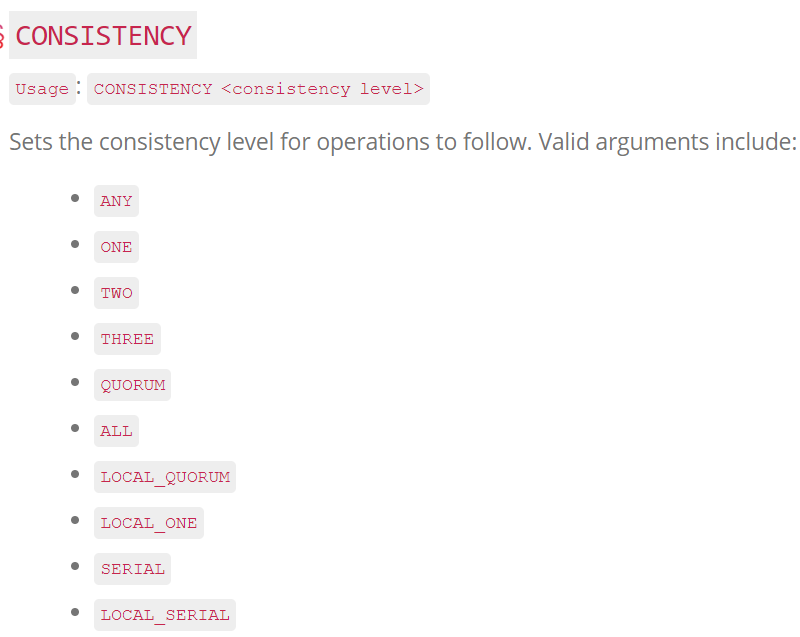 § CONSISTENCY
Usage: CONSISTENCY <consistency level>
Sets the consistency level for operations to follow. Valid arguments include:
• ANY
• ONE
• TWO
• THREE
• QUORUM
• ALL
• LOCAL_QUORUM
• LOCAL_ONE
• SERIAL
• LOCAL_SERIAL